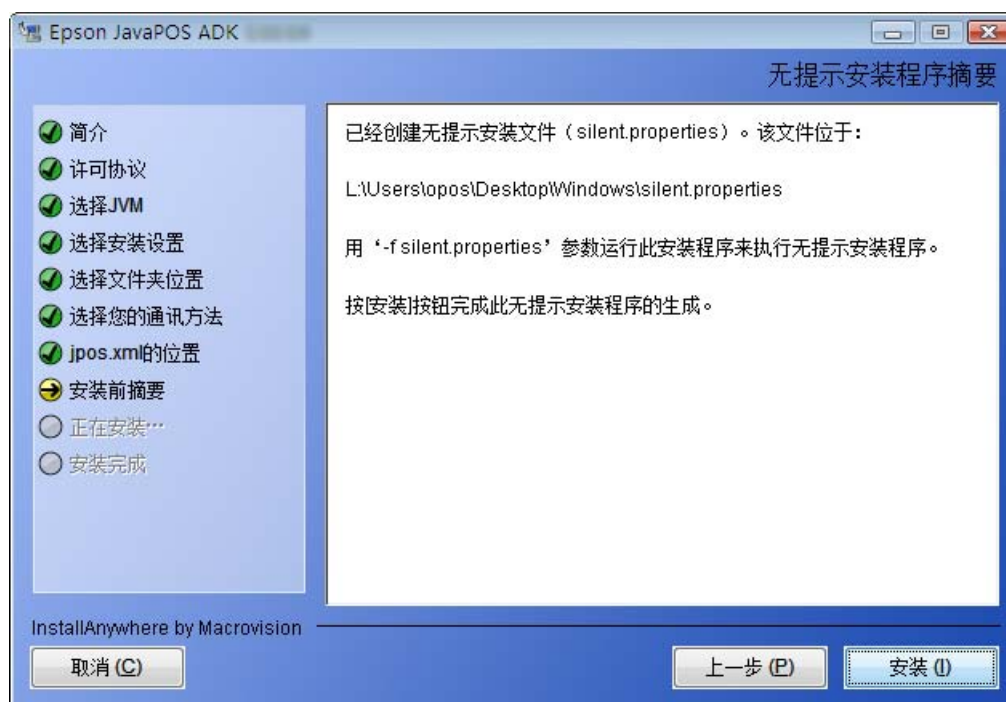 Epson JavaPOS ADK
无提示安装程序摘要
简介
许可协议
选择JVM
选择安装设置
选择文件夹位置
选择您的通讯方法
jpos.xml的位置
安装前摘要
正在安装…
安装完成
已经创建无提示安装文件（silent.properties）。该文件位于：
L:\Users\opos\Desktop\Windows\silent.properties
用‘-f silent.properties’参数运行此安装程序来执行无提示安装程序。
按[安装]按钮完成此无提示安装程序的生成。
InstallAnywhere by Macrovision
取消 (C)
上一步 (P)
安装 (I)